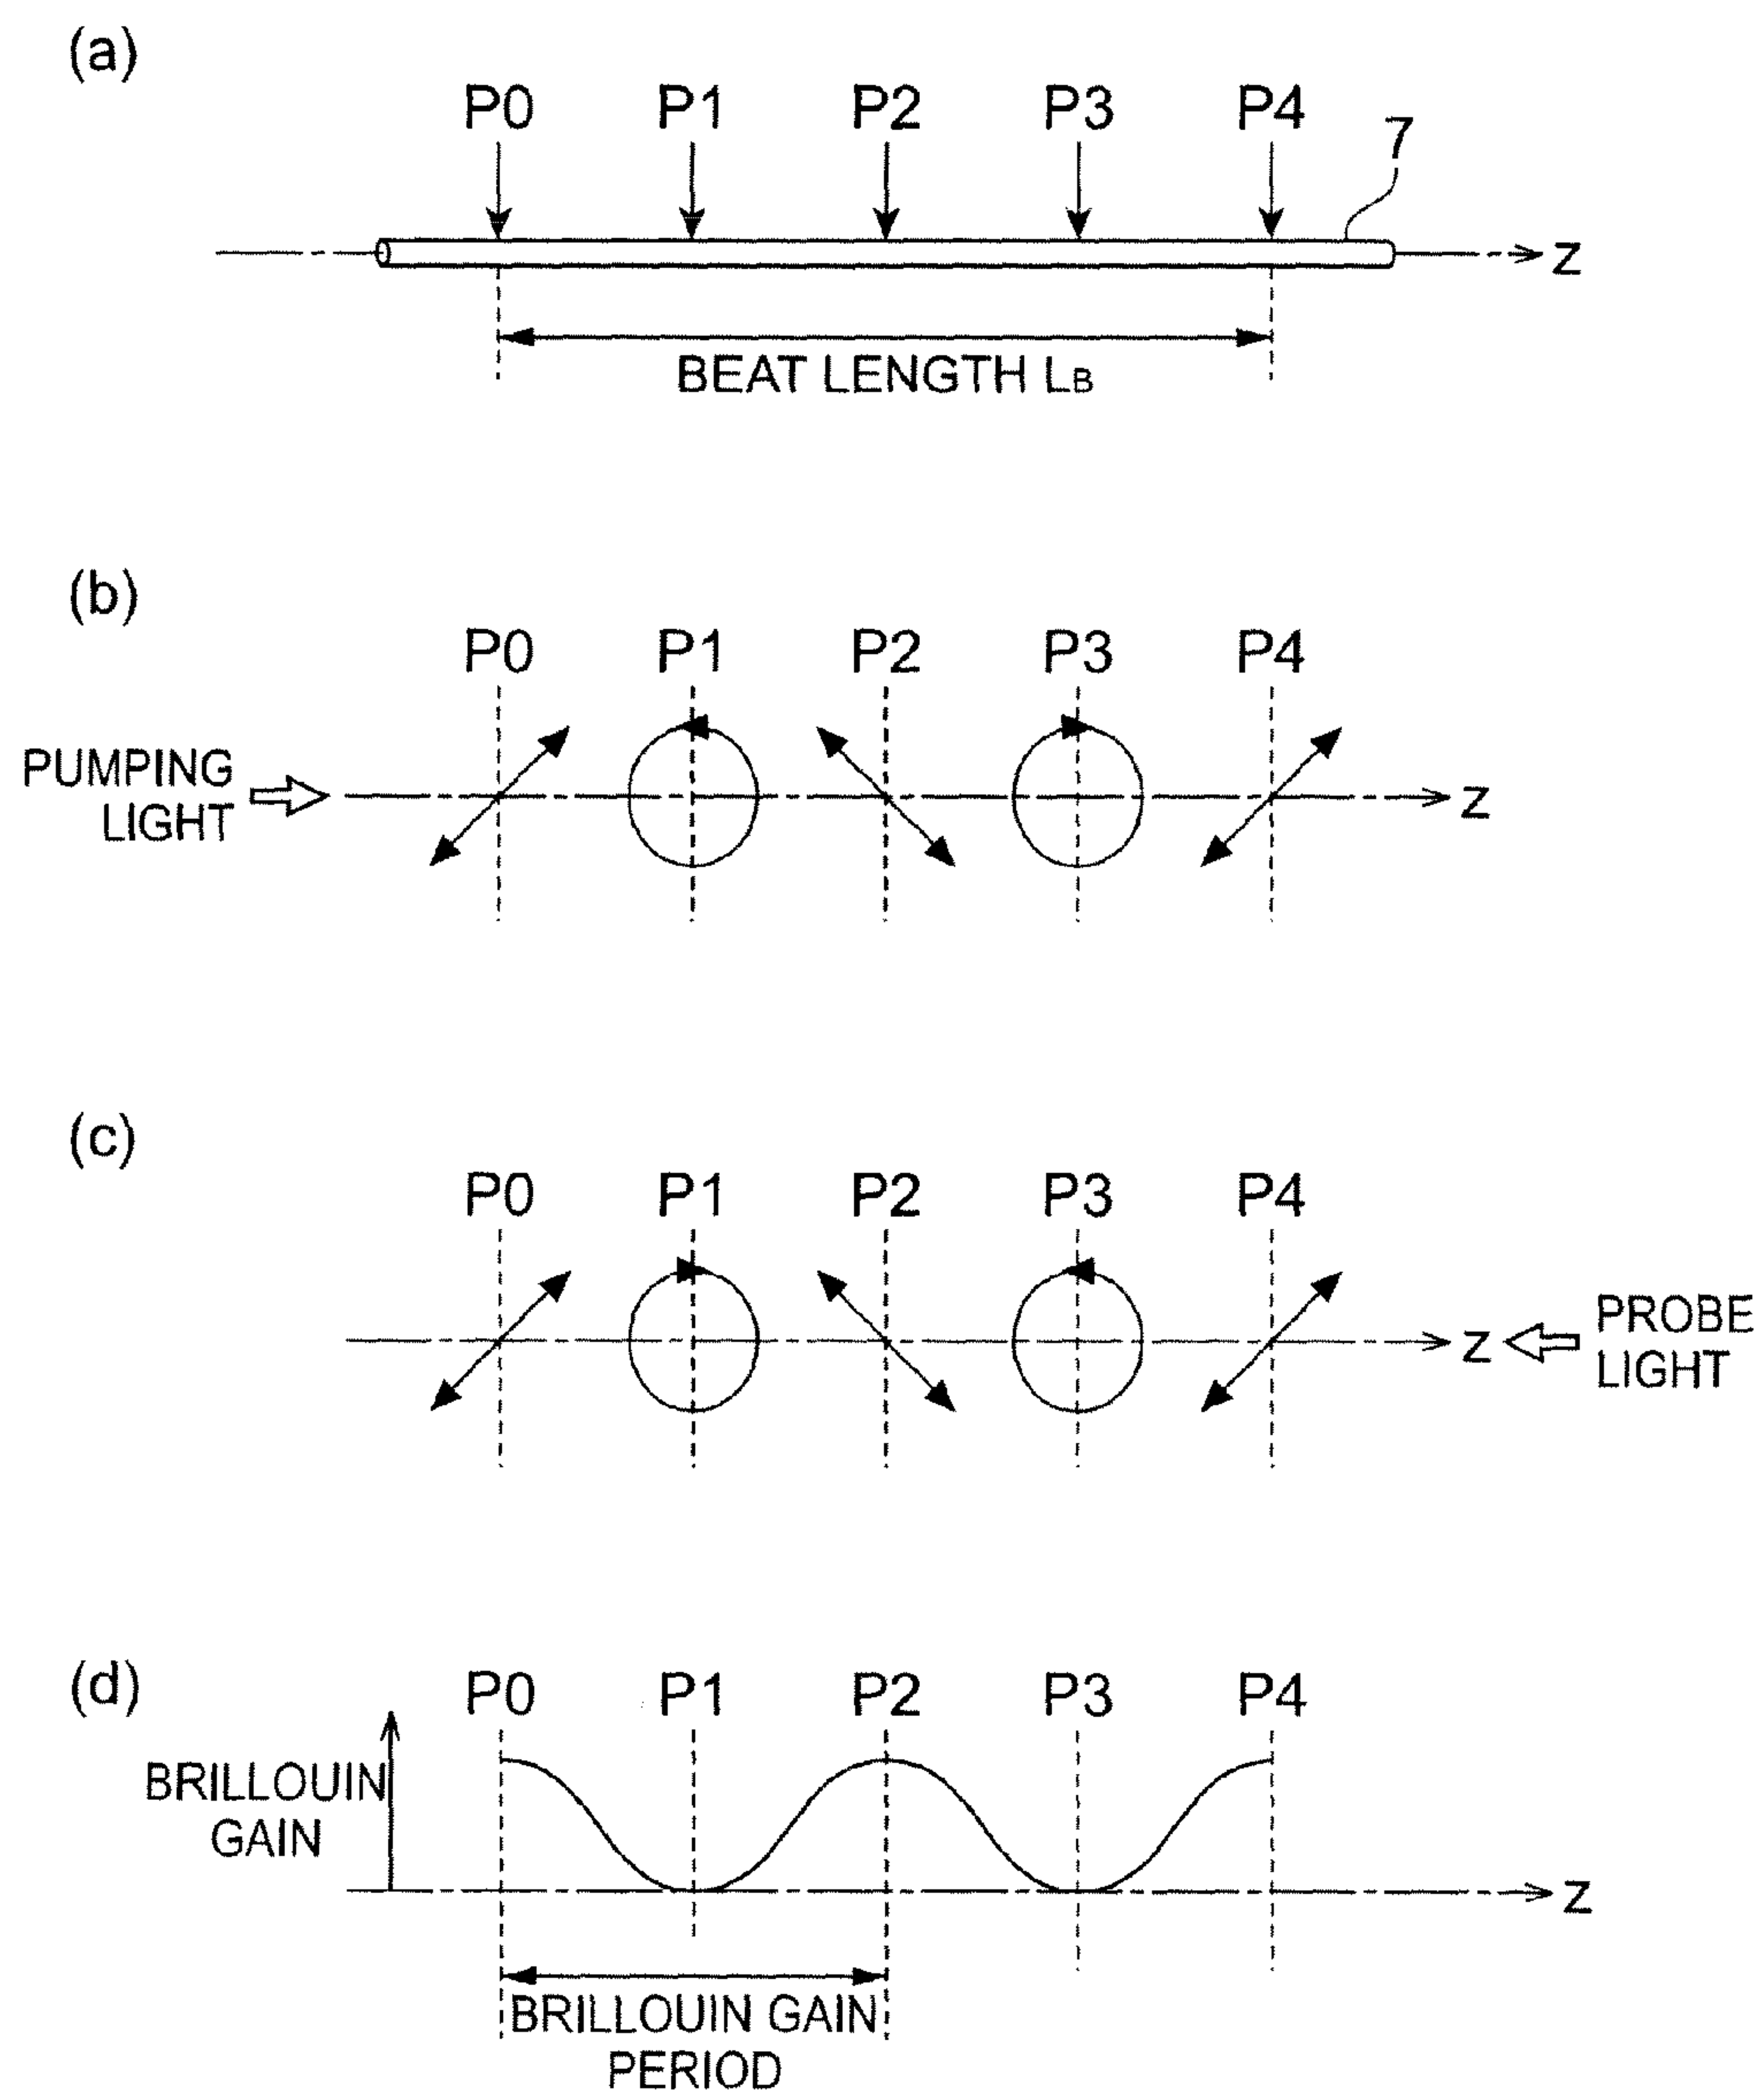 (a)
P0 P1 P2 P3 P4
7
z
BEAT LENGTH LB
(b)
P0 P1 P2 P3 P4
PUMPING
LIGHT
z
(c)
P0 P1 P2 P3 P4
z
PROBE
LIGHT
(d)
P0 P1 P2 P3 P4
BRILLOUIN
GAIN
z
BRILLOUIN GAIN
PERIOD